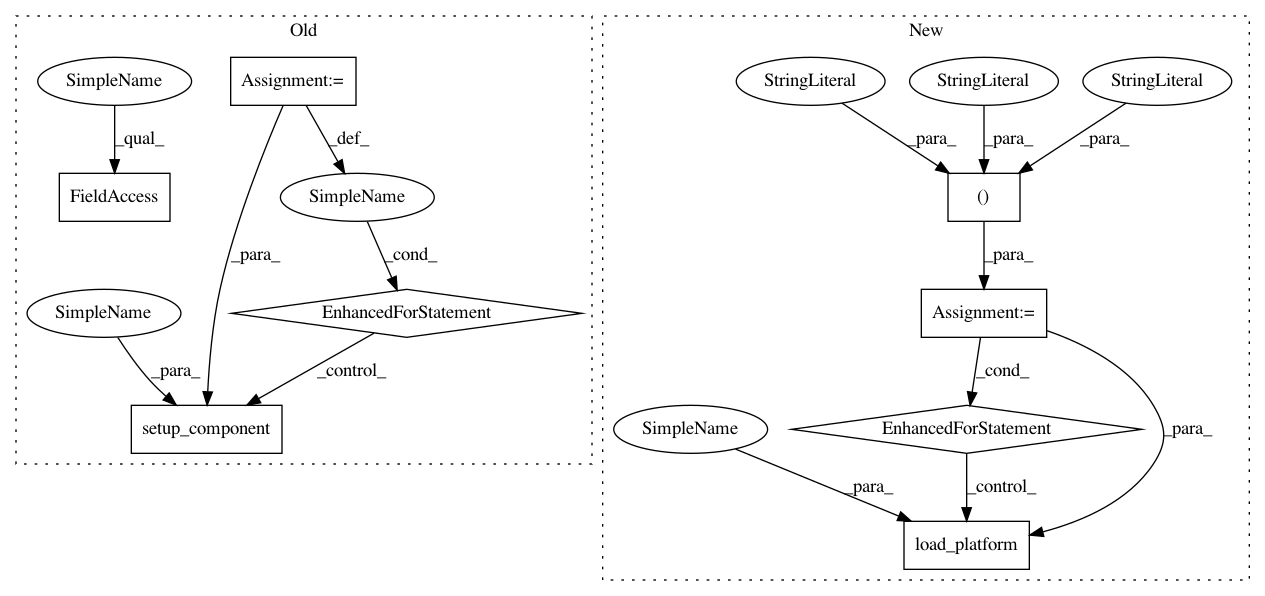 Old
New
SimpleName
Assignment:=
StringLiteral
StringLiteral
StringLiteral
_qual_
_def_
_para_
_para_
_para_
FieldAccess
SimpleName
()
_para_
_cond_
_para_
SimpleName
EnhancedForStatement
Assignment:=
_para_
_control_
_cond_
setup_component
SimpleName
EnhancedForStatement
_para_
_para_
_control_
load_platform